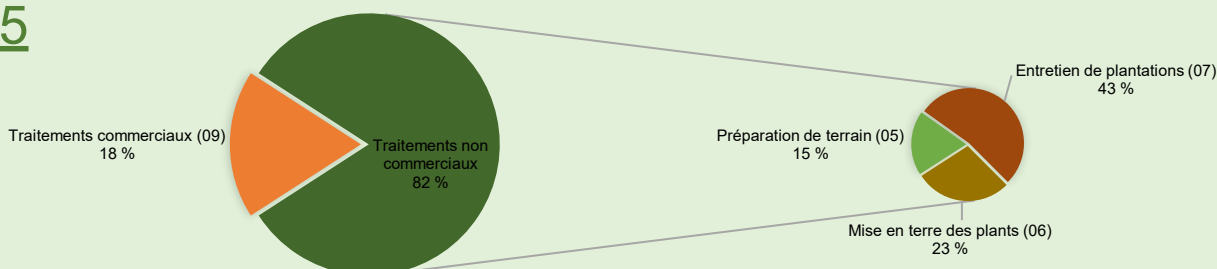 5
Entretien de plantations (07)
43 %
Traitements commerciaux (09)
18 %
Traitements non
commerciaux
82 %
Préparation de terrain (05)
15 %
Mise en terre des plants (06)
23 %